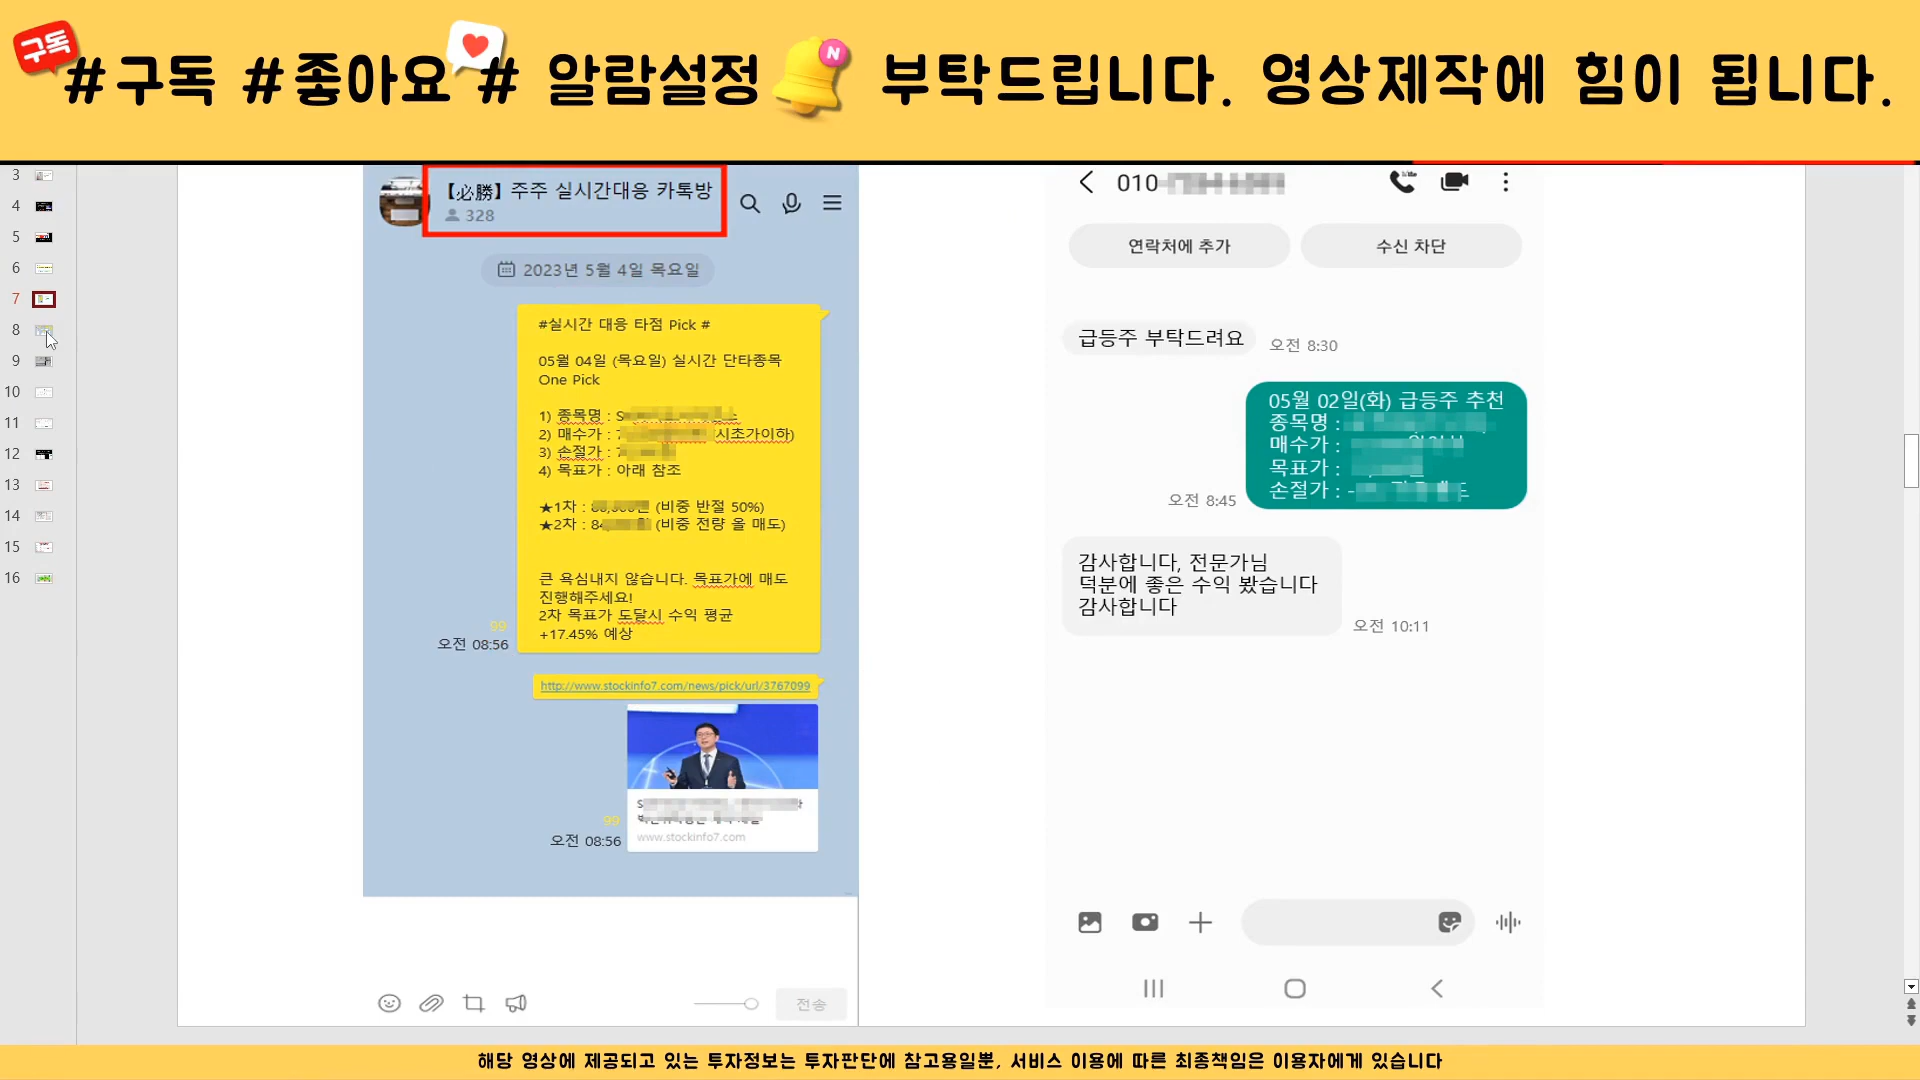 구독
#구독 #좋아요 # 알람설정 N 부탁드립니다. 영상제작에 힘이 됩니다.
3
4
5
6
7
8
9
10
11
12
13
14
15
16
【必勝】 주주 실시간대응 카톡방
328
2023년 5월 4일 목요일
#실시간 대응 타점 Pick #
05월 04일 (목요일) 실시간 단타종목
One Pick
1) 종목명 : S
2) 매수가 : 7 시초가이하)
3) 손절가 : 7
4) 목표가 : 아래 참조
★1차 : (비중 반절 50%)
★2차 : 84 (비중 전량 올 매도)
큰 욕심내지 않습니다. 목표가에 매도
진행해주세요!
2차 목표가 도달시 수익 평균
+17.45% 예상
99
오전 08:56
http://www.stockinfo7.com/news/pick/url/3767099
www.stockinfo7.com
99
오전 08:56
전송
010
연락처에 추가
수신 차단
급등주 부탁드려요
오전 8:30
05월 02일(화) 급등주 추천
종목명 :
매수가 :
목표가 :
손절가 : -
오전 8:45
감사합니다, 전문가님
덕분에 좋은 수익 봤습니다
감사합니다
오전 10:11
해당 영상에 제공되고 있는 투자정보는 투자판단에 참고용일뿐, 서비스 이용에 따른 최종책임은 이용자에게 있습니다